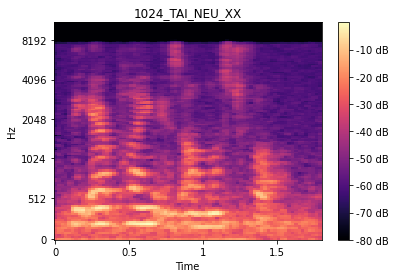 1024_TAI_NEU_XX
8192
4096
2048
1024
512
0
Hz
0
0.5
1
1.5
Time
-10 dB
-20 dB
-30 dB
-40 dB
-50 dB
-60 dB
-70 dB
-80 dB